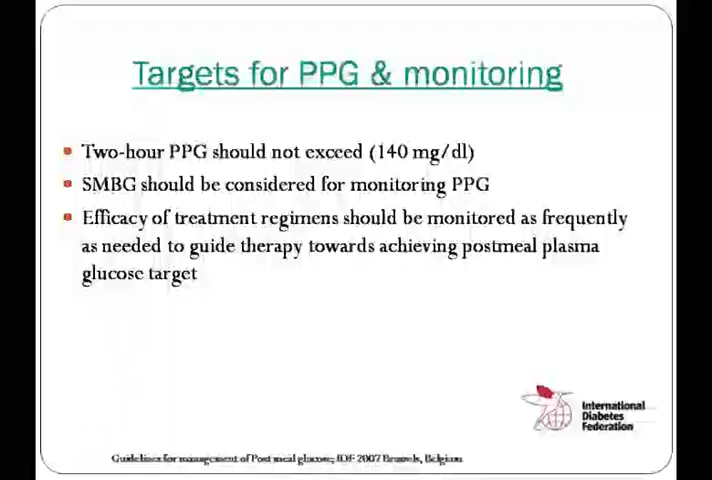 Targets for PPG & monitoring
Two-hour PPG should not exceed (140 mg/dl)
SMBG should be considered for monitoring PPG
Efficacy of treatment regimens should be monitored as frequently
as needed to guide therapy towards achieving postmeal plasma
glucose target
International
Diabetes
Federation
Guidelines for management of Post meal glucose; IDF 2007 Brussels, Belgium